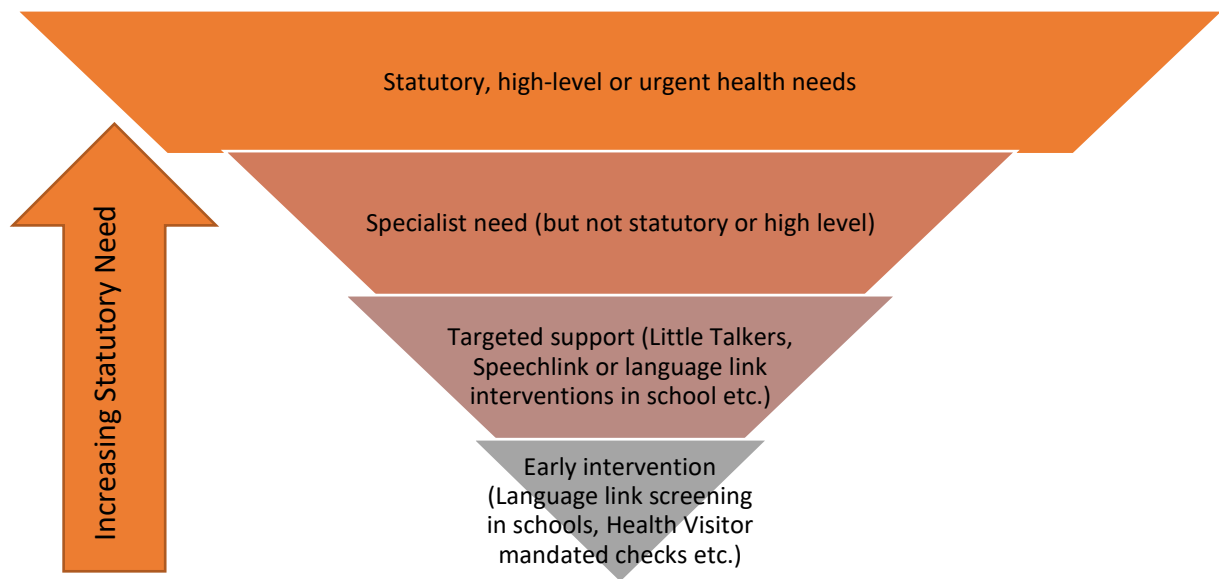 Statutory, high-level or urgent health needs
Specialist need (but not statutory or high level)
Targeted support (Little Talkers,
Speechlink or language link
interventions in school etc.)
Early intervention
(Language link screening
in schools, Health Visitor
mandated checks etc.)
Increasing Statutory Need